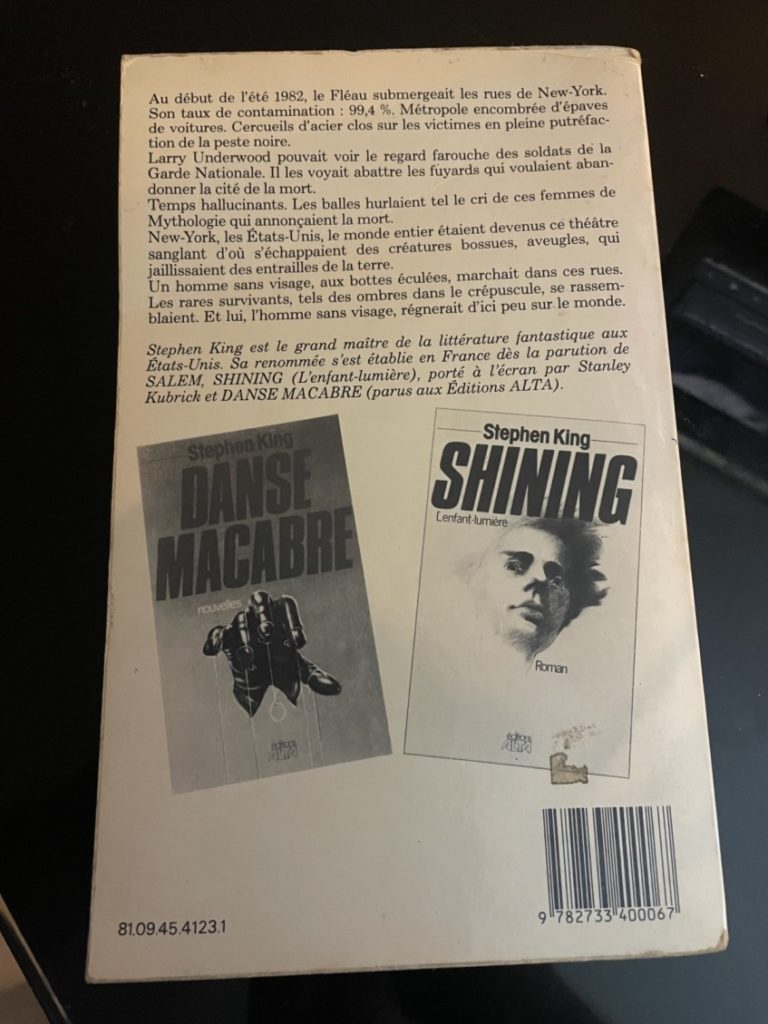 Au début de l'été 1982, le Fléau submergeait les rues de New-York.
Son taux de contamination : 99,4 %. Métropole encombrée d'épaves
de voitures. Cercueils d'acier clos sur les victimes en pleine putréfac-
tion de la peste noire.
Larry Underwood pouvait voir le regard farouche des soldats de la
Garde Nationale. Il les voyait abattre les fuyards qui voulaient aban-
donner la cité de la mort.
Temps hallucinants. Les balles hurlaient tel le cri de ces femmes de
Mythologie qui annonçaient la mort.
New-York, les États-Unis, le monde entier étaient devenus ce théâtre
sanglant d'où s'échappaient des créatures bossues, aveugles, qui
jaillissaient des entrailles de la terre.
Un homme sans visage, aux bottes éculées, marchait dans ces rues.
Les rares survivants, tels des ombres dans le crépuscule, se rassem-
blaient. Et lui, l'homme sans visage, régnerait d'ici peu sur le monde.
Stephen King est le grand maître de la littérature fantastique aux
États-Unis. Sa renommée s'est établie en France dès la parution de
SALEM, SHINING (L'enfant-lumière), porté à l'écran par Stanley
Kubrick et DANSE MACABRE (parus aux Éditions ALTA).
Stephen King
DANSE
MACABRE
nouvelles
éditions
ALTA
Stephen King
SHINING
L'enfant-lumière
Roman
éditions
ALTA
81.09.45.4123.1
9 782733 400067